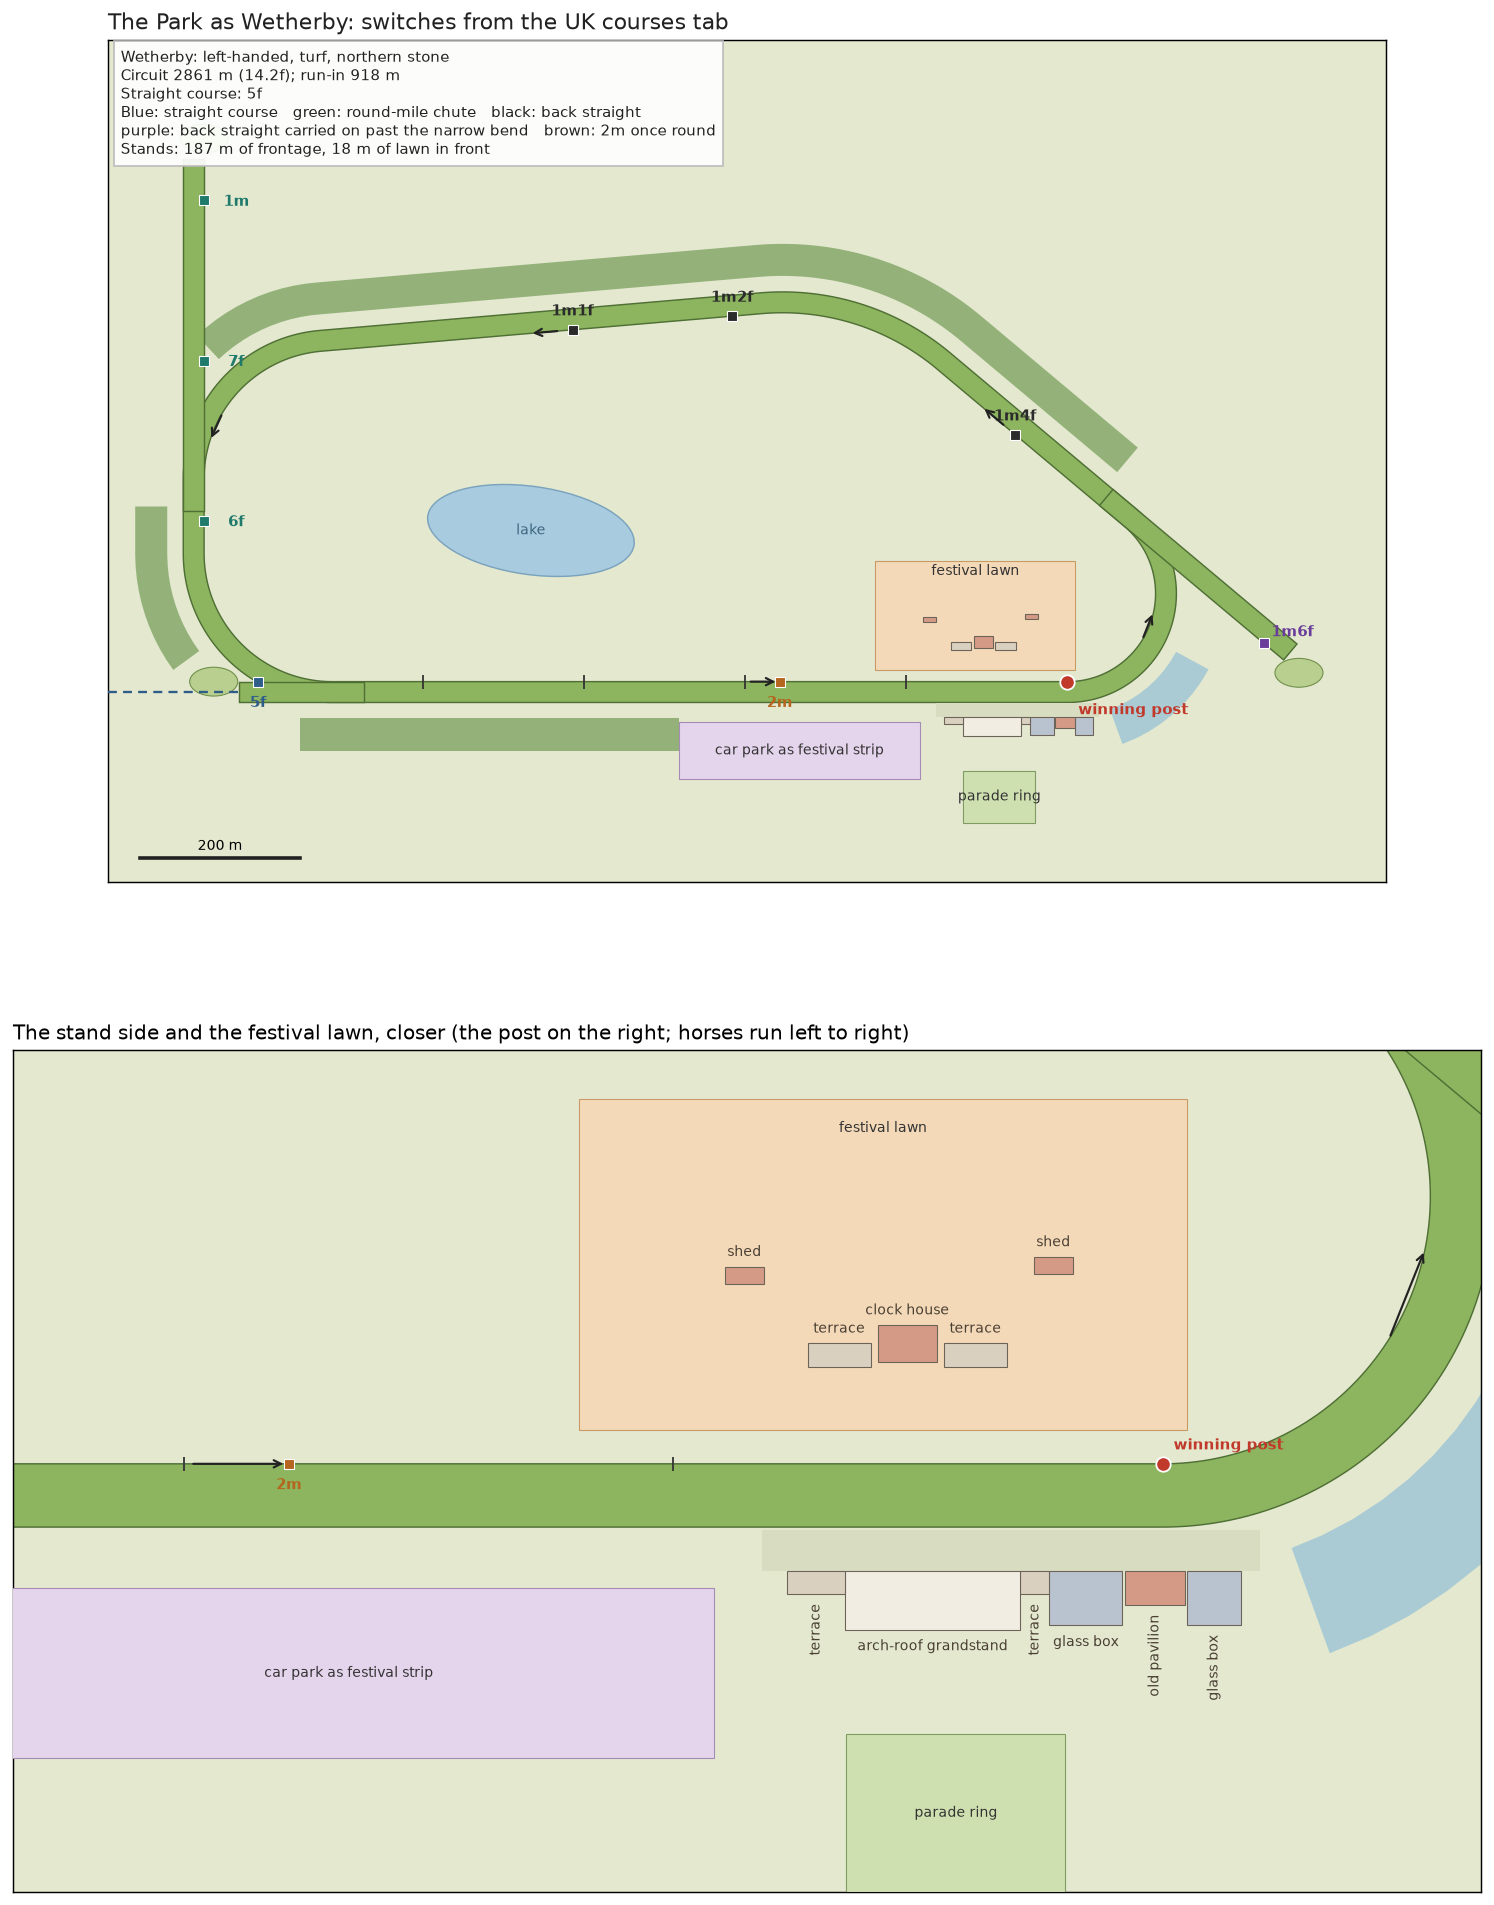 The Park as Wetherby: switches from the UK courses tab
Wetherby: left-handed, turf, northern stone
Circuit 2861 m (14.2f); run-in 918 m
Straight course: 5f
Blue: straight course   green: round-mile chute   black: back straight
purple: back straight carried on past the narrow bend   brown: 2m once round
Stands: 187 m of frontage, 18 m of lawn in front
1m
1m2f
1m1f
7f
1m4f
6f
lake
festival lawn
1m6f
5f
2m
winning post
car park as festival strip
parade ring
200 m
The stand side and the festival lawn, closer (the post on the right; horses run left to right)
festival lawn
shed
shed
clock house
terrace
terrace
winning post
2m
terrace
arch-roof grandstand
terrace
glass box
old pavilion
glass box
car park as festival strip
parade ring